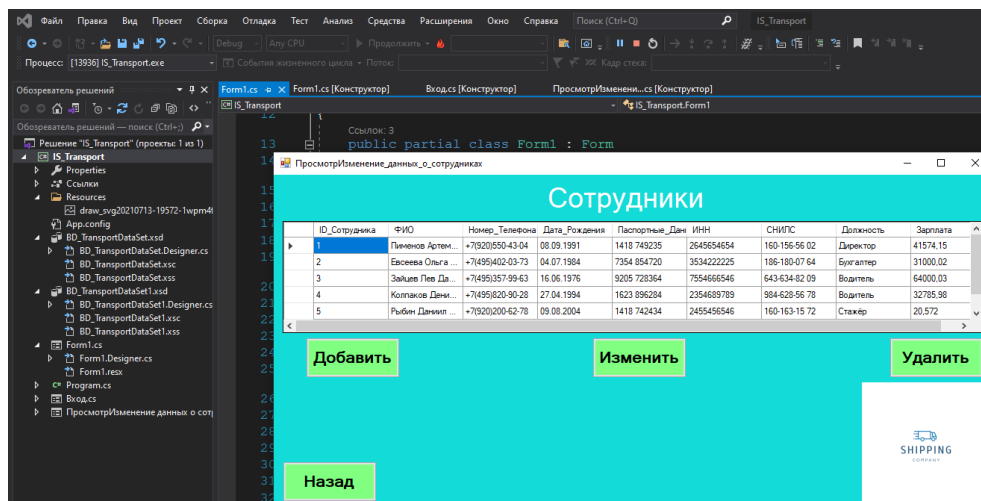 Файл Правка Вид Проект Сборка Отладка Тест Анализ Средства Расширения Окно Справка Поиск (Ctrl+Q) IS_Transport
Debug Any CPU Продолжить
Процесс: [13936] IS_Transport.exe События жизненного цикла Поток: Кадр стека:
Обозреватель решений
Form1.cs Form1.cs [Конструктор] Вход.cs [Конструктор] ПросмотрИзменени...cs [Конструктор]
IS_Transport IS_Transport.Form1
Обозреватель решений — поиск (Ctrl+;)
Решение "IS_Transport" (проекты: 1 из 1)
IS_Transport
Properties
Ссылки
Resources
draw_svg20210713-19572-1wpm49
App.config
BD_TransportDataSet.xsd
BD_TransportDataSet.Designer.cs
BD_TransportDataSet.xsc
BD_TransportDataSet.xss
BD_TransportDataSet1.xsd
BD_TransportDataSet1.Designer.cs
BD_TransportDataSet1.xsc
BD_TransportDataSet1.xss
Form1.cs
Form1.Designer.cs
Form1.resx
Program.cs
Вход.cs
ПросмотрИзменение данных о сотр
12 {
Ссылок: 3
13 public partial class Form1 : Form
14
ПросмотрИзменение_данных_о_сотрудниках
Сотрудники
ID_Сотрудника ФИО Номер_Телефона Дата_Рождения Паспортные_Дан ИНН СНИПС Должность Зарплата
1 Пименов Артем... +7(920)550-43-04 08.09.1991 1418 749235 2645654654 160-156-56 02 Директор 41574,15
2 Евсеева Ольга ... +7(495)402-03-73 04.07.1984 7354 854720 3534222225 186-180-07 64 Бухгалтер 31000,02
3 Зайцев Лев Да... +7(495)357-99-63 16.06.1976 9205 728364 7554666546 643-634-82 09 Водитель 64000,03
4 Колпаков Дени... +7(495)820-90-28 27.04.1994 1623 896284 2354689789 984-628-56 78 Водитель 32785,98
5 Рыбин Даниил ... +7(920)200-62-78 09.08.2004 1418 742434 2455456546 160-163-15 72 Стажёр 20,572
Добавить Изменить Удалить
SHIPPING
COMPANY
Назад